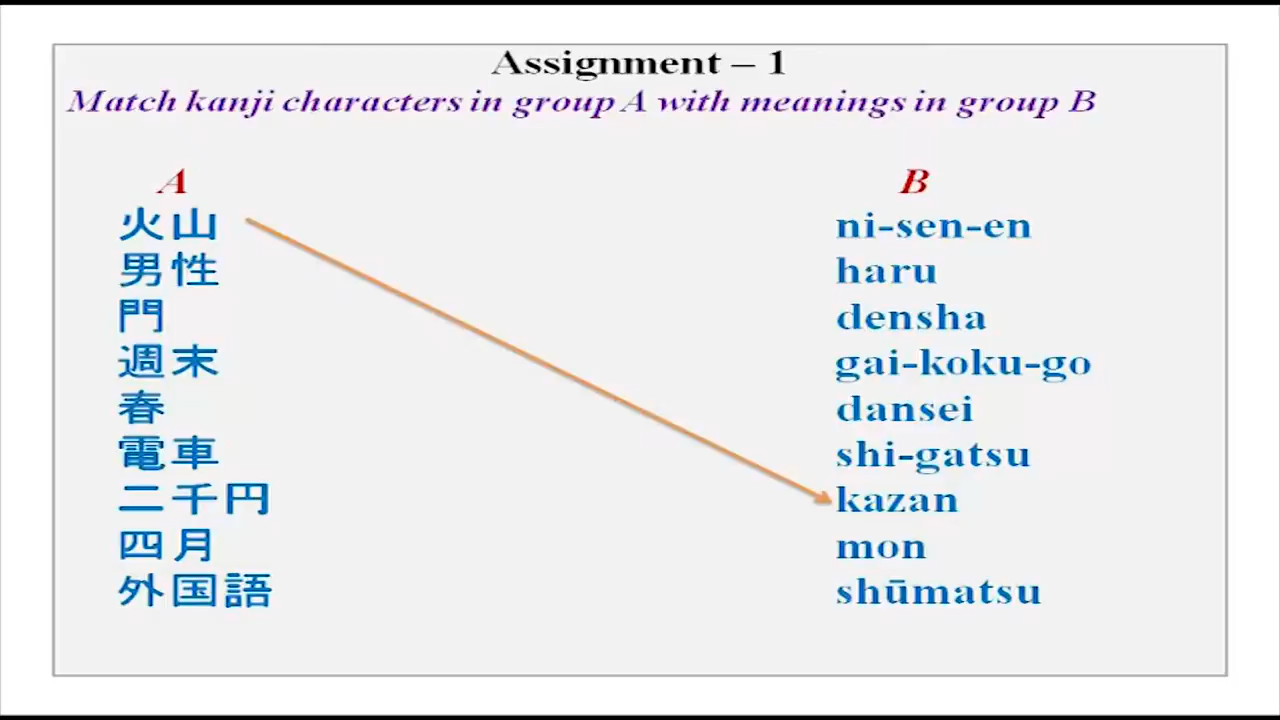 Assignment – 1
Match kanji characters in group A with meanings in group B
A
火山
男性
門
週末
春
電車
二千円
四月
外国語
B
ni-sen-en
haru
densha
gai-koku-go
dansei
shi-gatsu
kazan
mon
shūmatsu